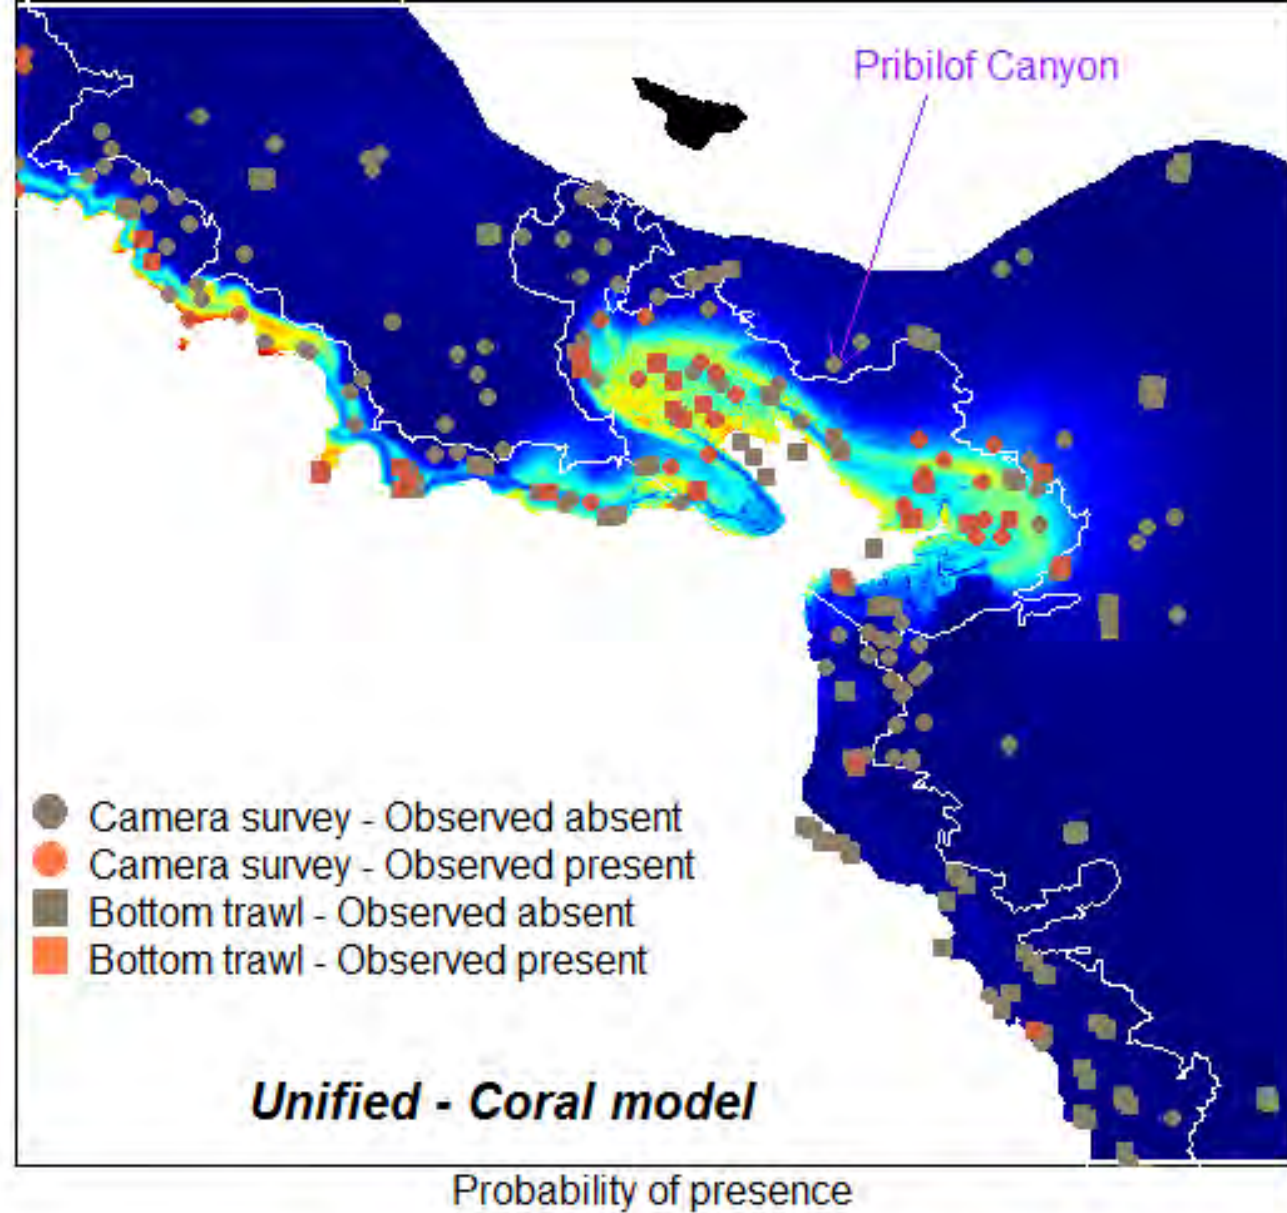 Pribilof Canyon
Camera survey - Observed absent
Camera survey - Observed present
Bottom trawl - Observed absent
Bottom trawl - Observed present
Unified - Coral model
Probability of presence